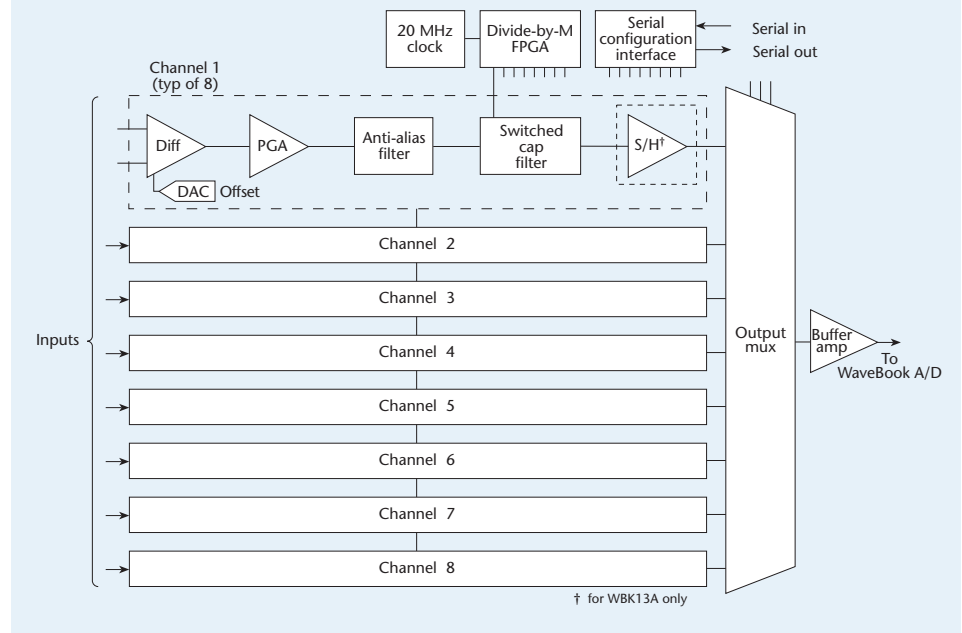 20 MHz
clock
Divide-by-M
FPGA
Serial
configuration
interface
Serial in
Serial out
Channel 1
(typ of 8)
Diff
PGA
Anti-alias
filter
Switched
cap
filter
S/H†
DAC
Offset
Channel 2
Channel 3
Channel 4
Channel 5
Channel 6
Channel 7
Channel 8
Inputs
Output
mux
Buffer
amp
To
WaveBook A/D
† for WBK13A only